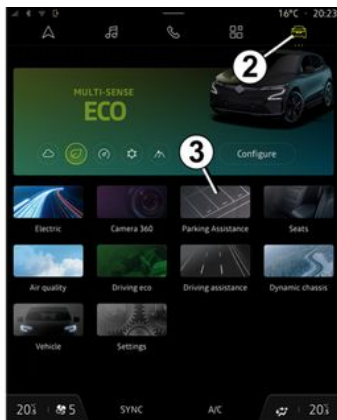 16°C · 20:23
2
MULTI-SENSE
ECO
3
Configure
Electric
Camera 360
Parking Assistance
Seats
Air quality
Driving eco
Driving assistance
Dynamic chassis
Vehicle
Settings
5 SYNC A/C